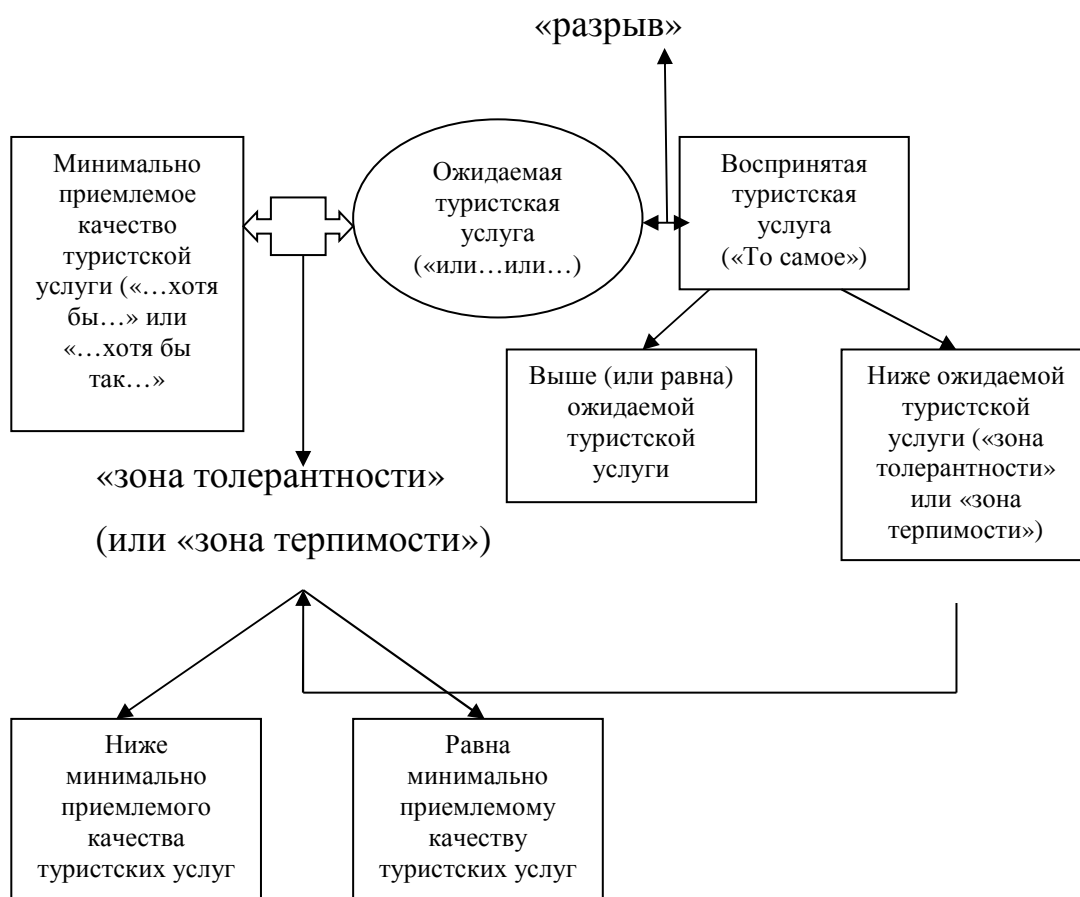 «разрыв»
Минимально
приемлемое
качество
туристской
услуги («…хотя
бы…» или
«…хотя бы
так…»
Ожидаемая
туристская
услуга
(«или…или…)
Воспринятая
туристская
услуга
(«То самое»)
Выше (или равна)
ожидаемой
туристской
услуги
Ниже ожидаемой
туристской
услуги («зона
толерантности»
или «зона
терпимости»)
«зона толерантности»
(или «зона терпимости»)
Ниже
минимально
приемлемого
качества
туристских услуг
Равна
минимально
приемлемому
качеству
туристских услуг